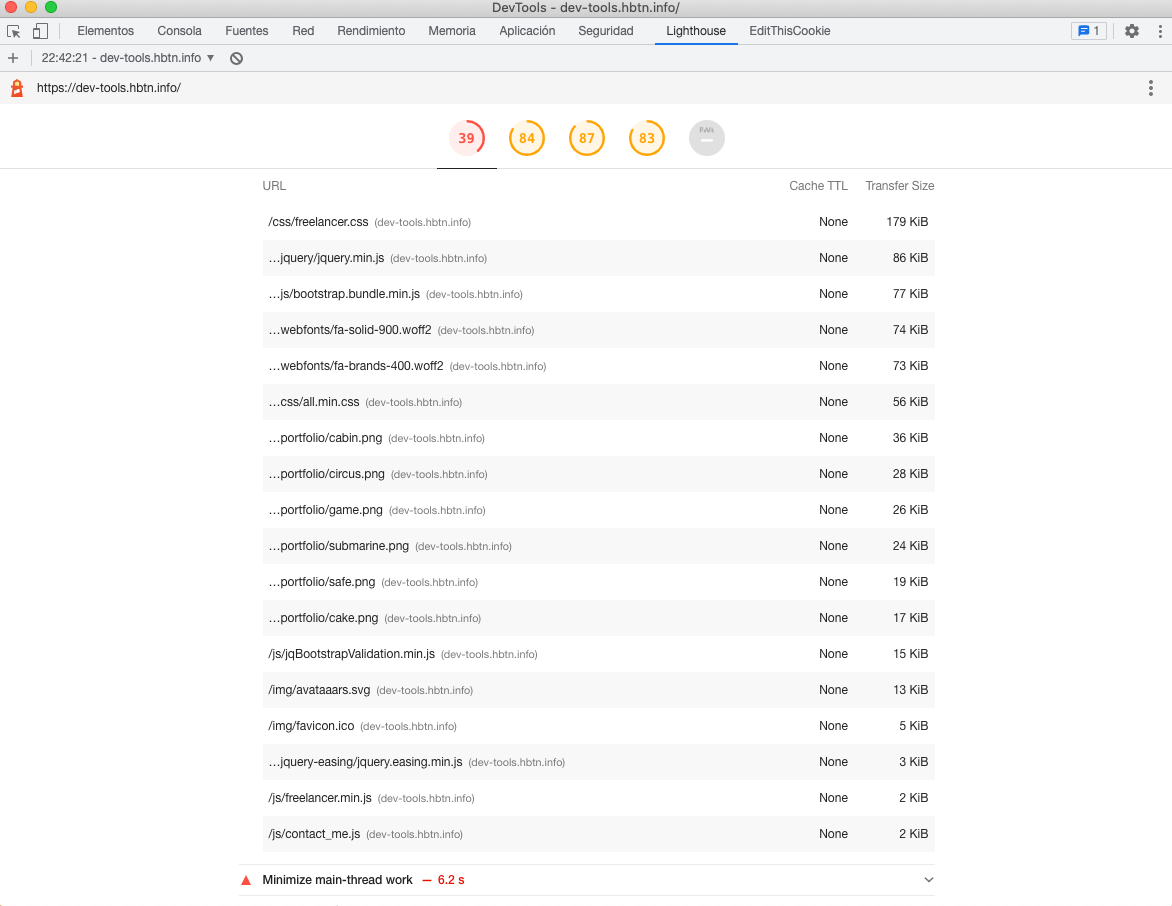 DevTools - dev-tools.hbtn.info/
Elementos Consola Fuentes Red Rendimiento Memoria Aplicación Seguridad Lighthouse EditThisCookie 1
22:42:21 - dev-tools.hbtn.info
https://dev-tools.hbtn.info/
39 84 87 83 PWA
URL Cache TTL Transfer Size
/css/freelancer.css (dev-tools.hbtn.info) None 179 KiB
…jquery/jquery.min.js (dev-tools.hbtn.info) None 86 KiB
…js/bootstrap.bundle.min.js (dev-tools.hbtn.info) None 77 KiB
…webfonts/fa-solid-900.woff2 (dev-tools.hbtn.info) None 74 KiB
…webfonts/fa-brands-400.woff2 (dev-tools.hbtn.info) None 73 KiB
…css/all.min.css (dev-tools.hbtn.info) None 56 KiB
…portfolio/cabin.png (dev-tools.hbtn.info) None 36 KiB
…portfolio/circus.png (dev-tools.hbtn.info) None 28 KiB
…portfolio/game.png (dev-tools.hbtn.info) None 26 KiB
…portfolio/submarine.png (dev-tools.hbtn.info) None 24 KiB
…portfolio/safe.png (dev-tools.hbtn.info) None 19 KiB
…portfolio/cake.png (dev-tools.hbtn.info) None 17 KiB
/js/jqBootstrapValidation.min.js (dev-tools.hbtn.info) None 15 KiB
/img/avataaars.svg (dev-tools.hbtn.info) None 13 KiB
/img/favicon.ico (dev-tools.hbtn.info) None 5 KiB
…jquery-easing/jquery.easing.min.js (dev-tools.hbtn.info) None 3 KiB
/js/freelancer.min.js (dev-tools.hbtn.info) None 2 KiB
/js/contact_me.js (dev-tools.hbtn.info) None 2 KiB
Minimize main-thread work — 6.2 s